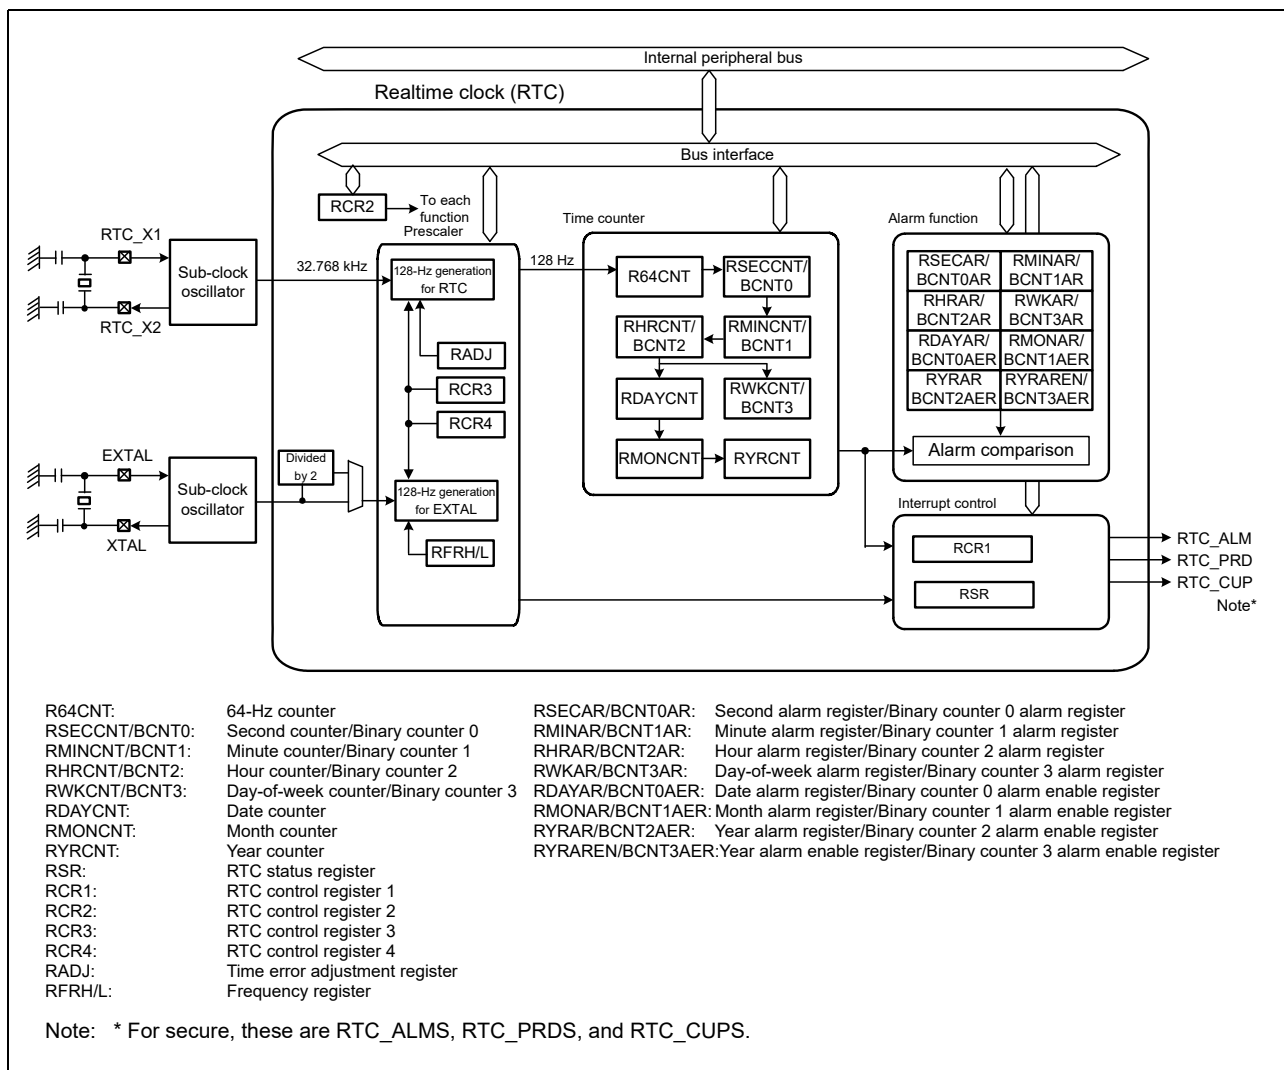 Internal peripheral bus
Realtime clock (RTC)
Bus interface
RCR2
To each
function
Prescaler
Time counter
Alarm function
RTC_X1
Sub-clock
oscillator
RTC_X2
32.768 kHz
128-Hz generation
for RTC
128 Hz
RADJ
RCR3
RCR4
EXTAL
Sub-clock
oscillator
XTAL
Divided
by 2
128-Hz generation
for EXTAL
RFRH/L
R64CNT
RSECCNT/
BCNT0
RHRCNT/
BCNT2
RMINCNT/
BCNT1
RDAYCNT
RWKCNT/
BCNT3
RMONCNT
RYRCNT
RSECAR/
BCNT0AR
RMINAR/
BCNT1AR
RHRAR/
BCNT2AR
RWKAR/
BCNT3AR
RDAYAR/
BCNT0AER
RMONAR/
BCNT1AER
RYRAR
BCNT2AER
RYRAREN/
BCNT3AER
Alarm comparison
Interrupt control
RCR1
RSR
RTC_ALM
RTC_PRD
RTC_CUP
Note*
R64CNT: 64-Hz counter
RSECCNT/BCNT0: Second counter/Binary counter 0
RMINCNT/BCNT1: Minute counter/Binary counter 1
RHRCNT/BCNT2: Hour counter/Binary counter 2
RWKCNT/BCNT3: Day-of-week counter/Binary counter 3
RDAYCNT: Date counter
RMONCNT: Month counter
RYRCNT: Year counter
RSR: RTC status register
RCR1: RTC control register 1
RCR2: RTC control register 2
RCR3: RTC control register 3
RCR4: RTC control register 4
RADJ: Time error adjustment register
RFRH/L: Frequency register
RSECAR/BCNT0AR: Second alarm register/Binary counter 0 alarm register
RMINAR/BCNT1AR: Minute alarm register/Binary counter 1 alarm register
RHRAR/BCNT2AR: Hour alarm register/Binary counter 2 alarm register
RWKAR/BCNT3AR: Day-of-week alarm register/Binary counter 3 alarm register
RDAYAR/BCNT0AER: Date alarm register/Binary counter 0 alarm enable register
RMONAR/BCNT1AER: Month alarm register/Binary counter 1 alarm enable register
RYRAR/BCNT2AER: Year alarm register/Binary counter 2 alarm enable register
RYRAREN/BCNT3AER: Year alarm enable register/Binary counter 3 alarm enable register
Note: * For secure, these are RTC_ALMS, RTC_PRDS, and RTC_CUPS.